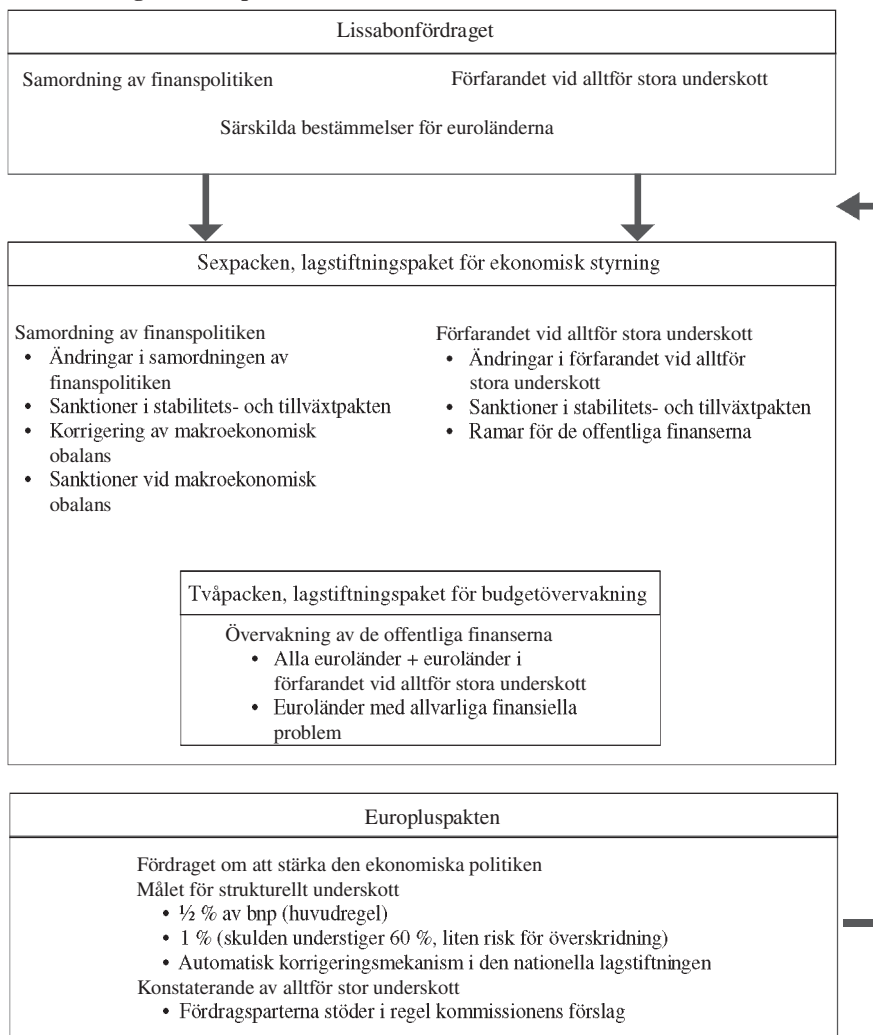 Lissabonfördraget
Samordning av finanspolitiken
Förfarandet vid alltför stora underskott
Särskilda bestämmelser för euroländerna
Sexpacken, lagstiftningspaket för ekonomisk styrning
Samordning av finanspolitiken
• Ändringar i samordningen av
finanspolitiken
• Sanktioner i stabilitets- och tillväxtpakten
• Korrigering av makroekonomisk
obalans
• Sanktioner vid makroekonomisk
obalans
Förfarandet vid alltför stora underskott
• Ändringar i förfarandet vid alltför
stora underskott
• Sanktioner i stabilitets- och tillväxtpakten
• Ramar för de offentliga finanserna
Tvåpacken, lagstiftningspaket för budgetövervakning
Övervakning av de offentliga finanserna
• Alla euroländer + euroländer i
förfarandet vid alltför stora underskott
• Euroländer med allvarliga finansiella
problem
Europluspakten
Fördraget om att stärka den ekonomiska politiken
Målet för strukturellt underskott
• ½ % av bnp (huvudregel)
• 1 % (skulden understiger 60 %, liten risk för överskridning)
• Automatisk korrigeringsmekanism i den nationella lagstiftningen
Konstaterande av alltför stor underskott
• Fördragsparterna stöder i regel kommissionens förslag